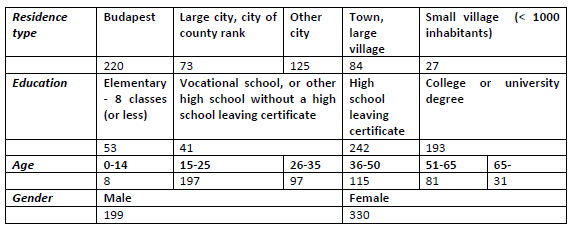 Residence type Budapest Large city, city of county rank Other city Town, large village Small village (< 1000 inhabitants)
220 73 125 84 27
Education Elementary - 8 classes (or less) Vocational school, or other high school without a high school leaving certificate High school leaving certificate College or university degree
53 41 242 193
Age 0-14 15-25 26-35 36-50 51-65 65-
8 197 97 115 81 31
Gender Male Female
199 330